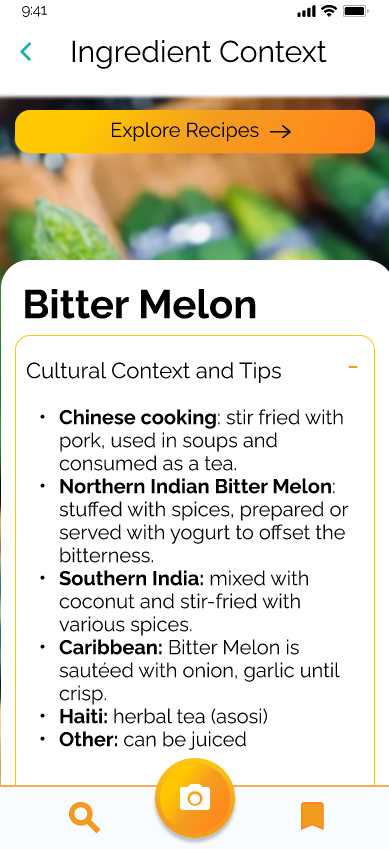 9:41
Ingredient Context
Explore Recipes →
Bitter Melon
Cultural Context and Tips −
• Chinese cooking: stir fried with
pork, used in soups and
consumed as a tea.
• Northern Indian Bitter Melon:
stuffed with spices, prepared or
served with yogurt to offset the
bitterness.
• Southern India: mixed with
coconut and stir-fried with
various spices.
• Caribbean: Bitter Melon is
sautéed with onion, garlic until
crisp.
• Haiti: herbal tea (asosi)
• Other: can be juiced